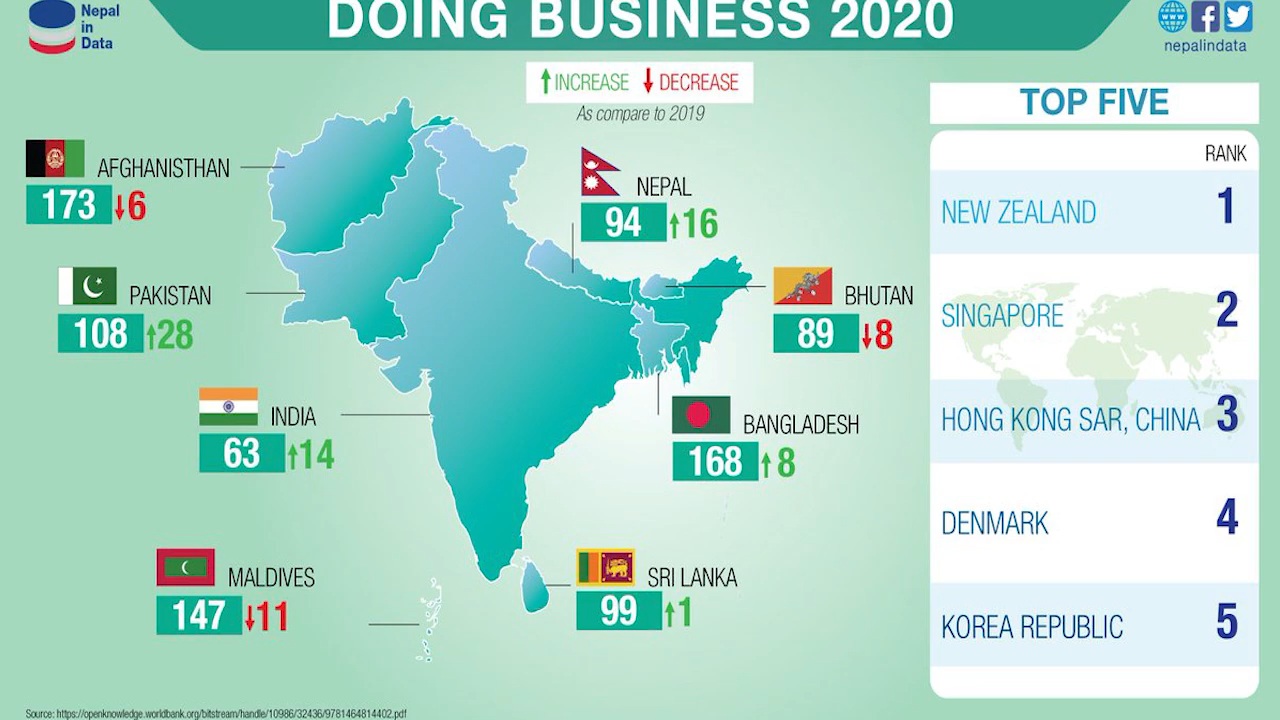 Nepal
in
Data
DOING BUSINESS 2020
nepalindata
INCREASE DECREASE
As compare to 2019
AFGHANISTHAN
173 6
PAKISTAN
108 28
INDIA
63 14
MALDIVES
147 11
NEPAL
94 16
BHUTAN
89 8
BANGLADESH
168 8
SRI LANKA
99 1
TOP FIVE
RANK
NEW ZEALAND 1
SINGAPORE 2
HONG KONG SAR, CHINA 3
DENMARK 4
KOREA REPUBLIC 5
Source: https://openknowledge.worldbank.org/bitstream/handle/10986/32436/9781464814402.pdf